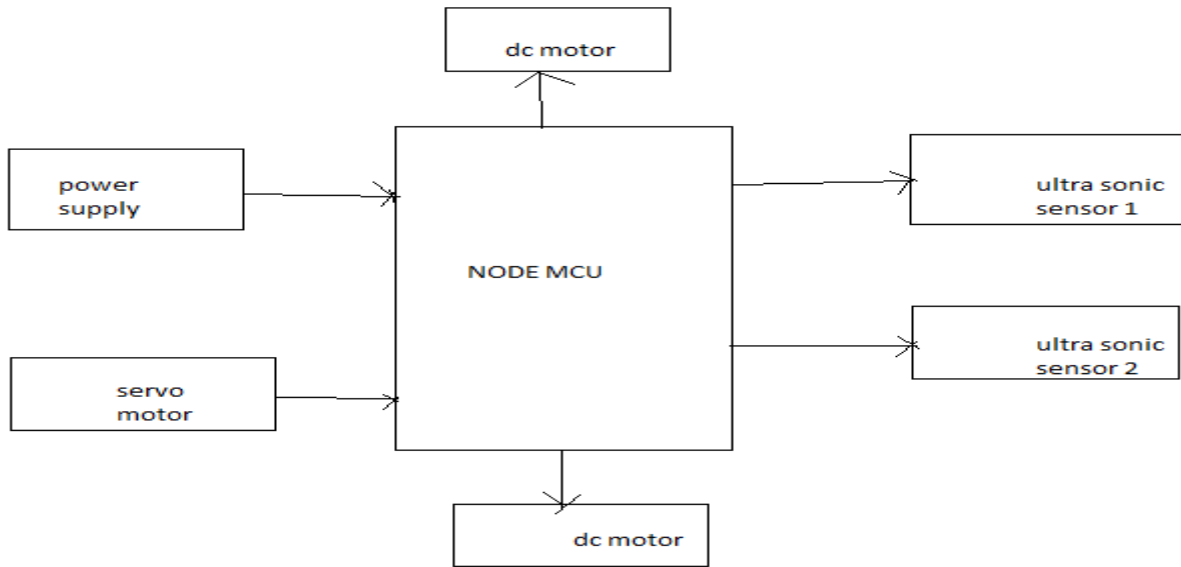 dc motor
power
supply
ultra sonic
sensor 1
NODE MCU
ultra sonic
sensor 2
servo
motor
dc motor